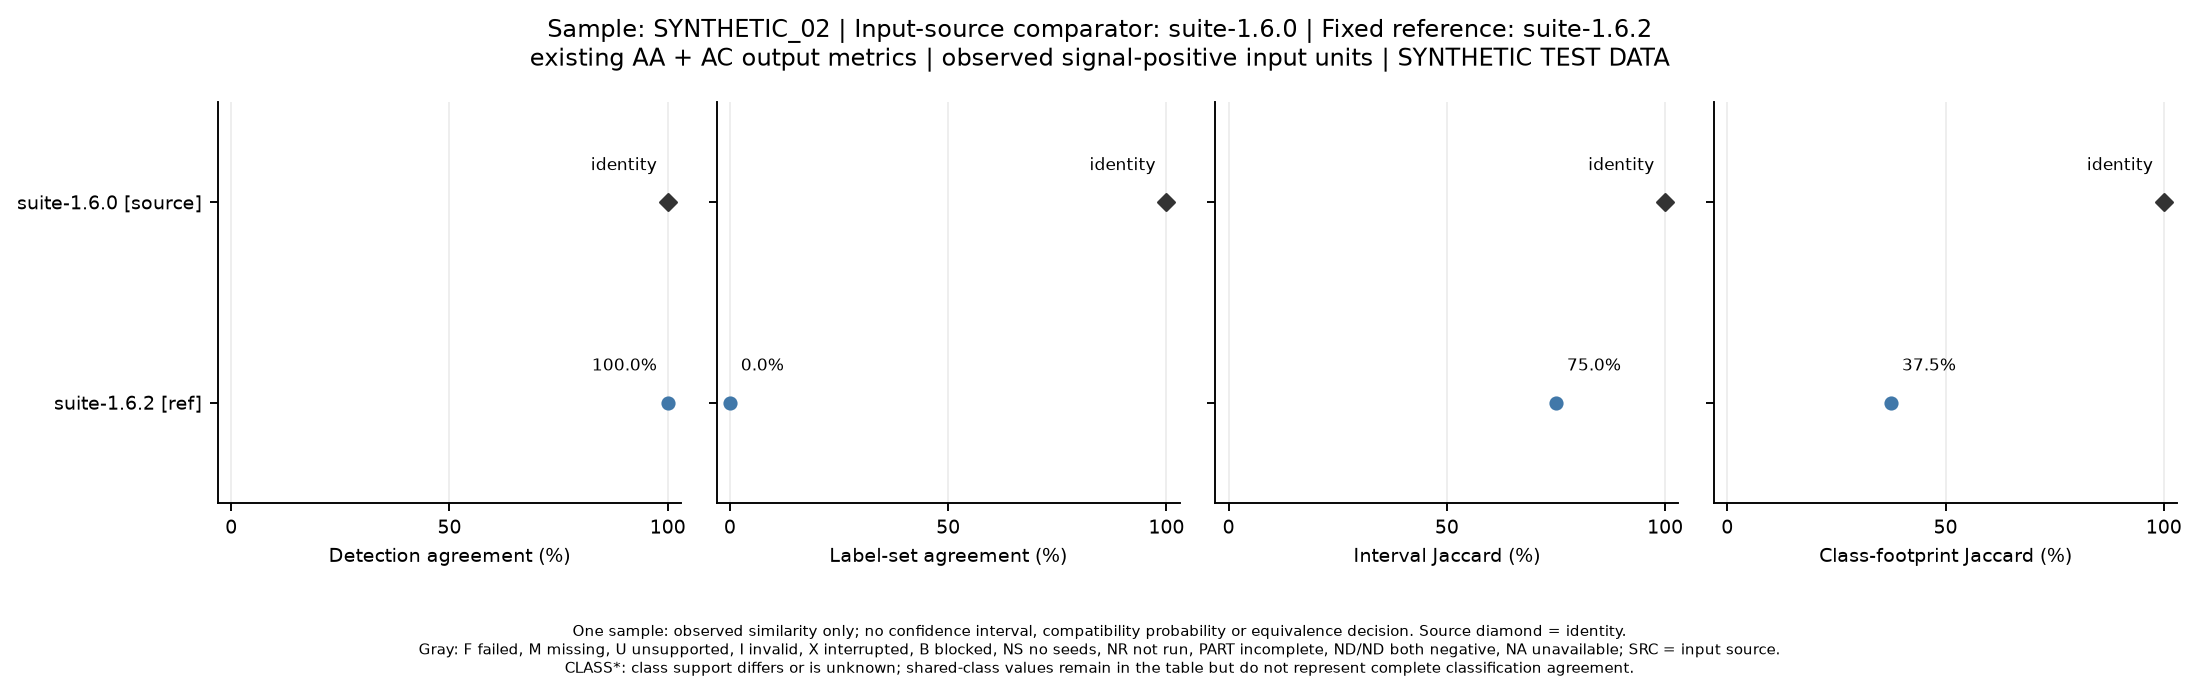 Sample: SYNTHETIC_02 | Input-source comparator: suite-1.6.0 | Fixed reference: suite-1.6.2
existing AA + AC output metrics | observed signal-positive input units | SYNTHETIC TEST DATA
identity identity identity identity
suite-1.6.0 [source]
100.0% 0.0% 75.0% 37.5%
suite-1.6.2 [ref]
0 50 100 0 50 100 0 50 100 0 50 100
Detection agreement (%) Label-set agreement (%) Interval Jaccard (%) Class-footprint Jaccard (%)
One sample: observed similarity only; no confidence interval, compatibility probability or equivalence decision. Source diamond = identity.
Gray: F failed, M missing, U unsupported, I invalid, X interrupted, B blocked, NS no seeds, NR not run, PART incomplete, ND/ND both negative, NA unavailable; SRC = input source.
CLASS*: class support differs or is unknown; shared-class values remain in the table but do not represent complete classification agreement.